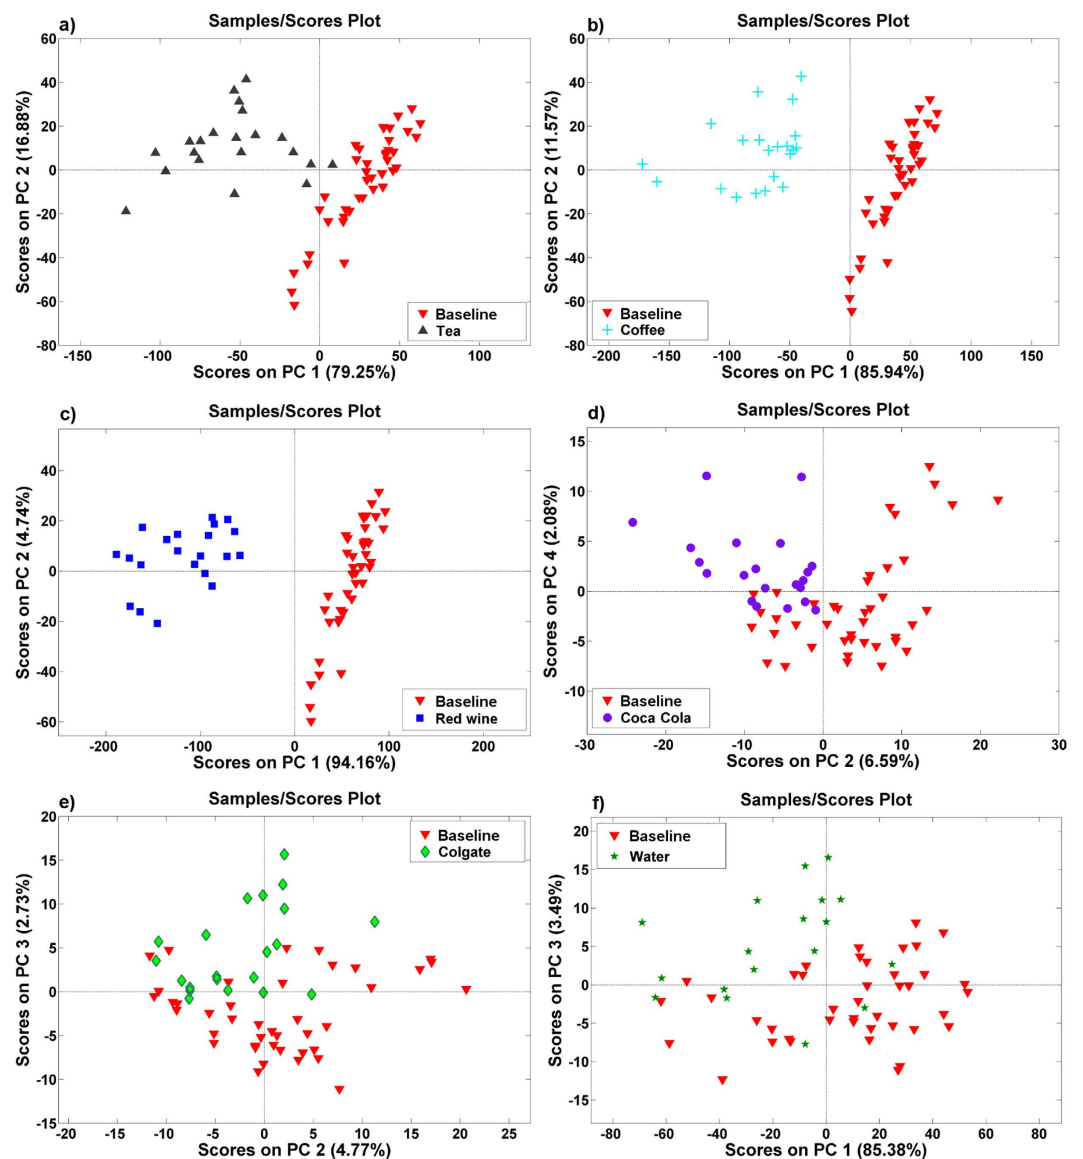 a)
Samples/Scores Plot
Scores on PC 2 (16.88%)
60
40
20
0
-20
-40
-60
-80
Baseline
Tea
-150
-100
-50
0
50
100
Scores on PC 1 (79.25%)
b)
Samples/Scores Plot
Scores on PC 2 (11.57%)
60
40
20
0
-20
-40
-60
-80
Baseline
Coffee
-200
-150
-100
-50
0
50
100
150
Scores on PC 1 (85.94%)
c)
Samples/Scores Plot
Scores on PC 2 (4.74%)
40
20
0
-20
-40
-60
Baseline
Red wine
-200
-100
0
100
200
Scores on PC 1 (94.16%)
d)
Samples/Scores Plot
Scores on PC 4 (2.08%)
15
10
5
0
-5
-10
Baseline
Coca Cola
-30
-20
-10
0
10
20
30
Scores on PC 2 (6.59%)
e)
Samples/Scores Plot
Scores on PC 3 (2.73%)
20
15
10
5
0
-5
-10
-15
Baseline
Colgate
-20
-15
-10
-5
0
5
10
15
20
25
Scores on PC 2 (4.77%)
f)
Samples/Scores Plot
Scores on PC 3 (3.49%)
20
15
10
5
0
-5
-10
-15
Baseline
Water
-80
-60
-40
-20
0
20
40
60
80
Scores on PC 1 (85.38%)